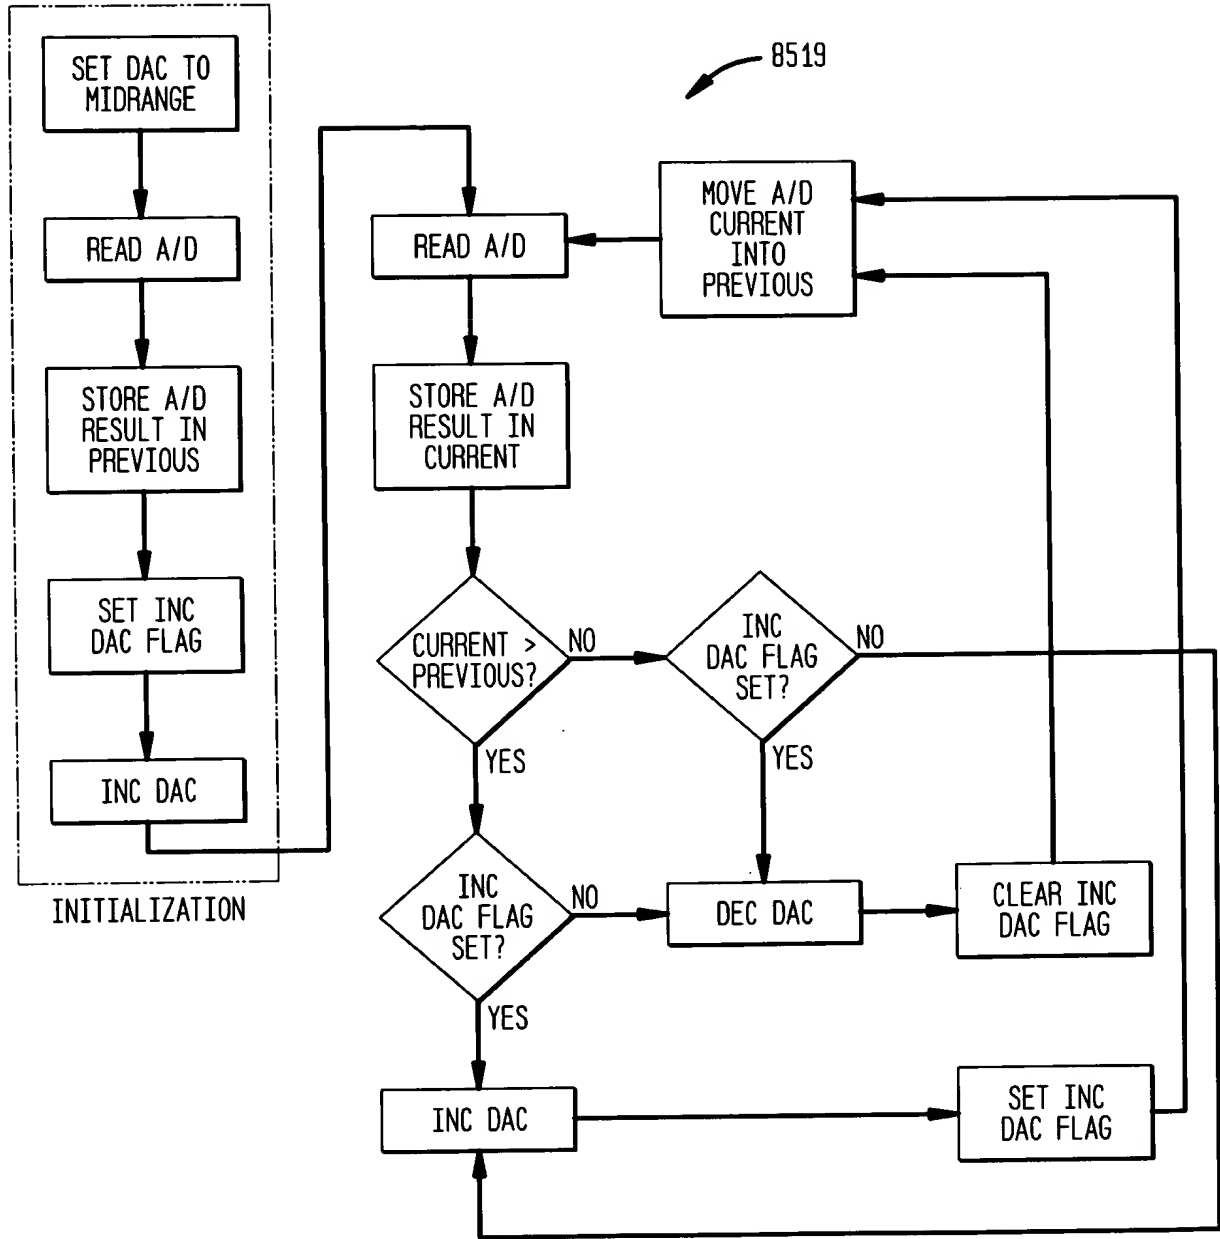 SET DAC TO
MIDRANGE
READ A/D
STORE A/D
RESULT IN
PREVIOUS
SET INC
DAC FLAG
INC DAC
INITIALIZATION
8519
MOVE A/D
CURRENT
INTO
PREVIOUS
READ A/D
STORE A/D
RESULT IN
CURRENT
CURRENT >
PREVIOUS?
NO
YES
INC
DAC FLAG
SET?
NO
YES
INC
DAC FLAG
SET?
NO
YES
DEC DAC
CLEAR INC
DAC FLAG
INC DAC
SET INC
DAC FLAG